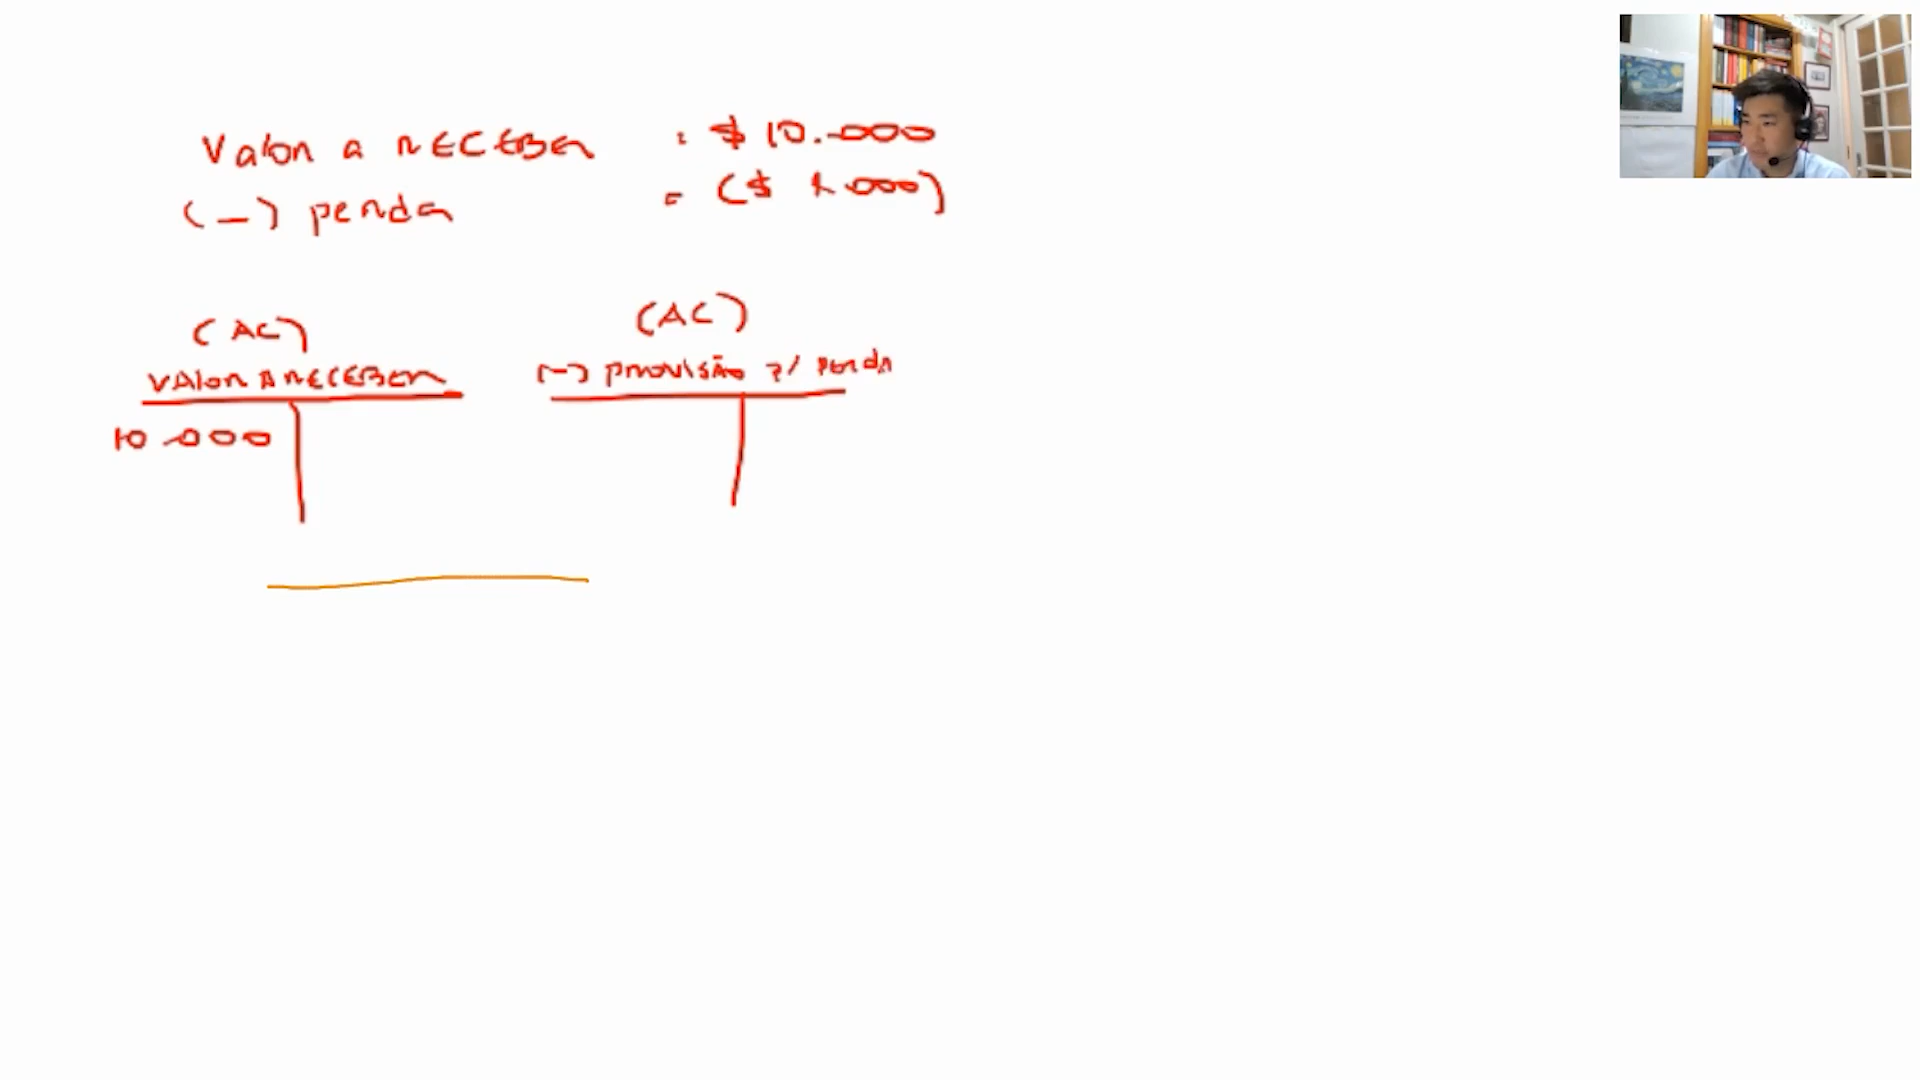 Valor a receber = $ 10.000
(-) perda = ($ 1.000)
(AC) (AC)
Valor a receber (-) provisão p/ perda
10.000